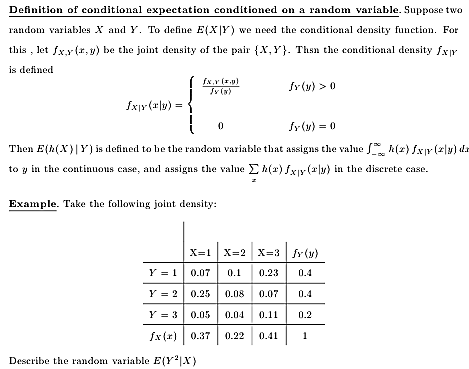 Definition of conditional expectation conditioned on a random variable. Suppose two
random variables X and Y. To define E(X|Y) we need the conditional density function. For
this , let f_{X,Y}(x,y) be the joint density of the pair {X,Y}. Thsn the conditional density f_{X|Y}
is defined
f_{X|Y}(x|y) = { f_{X,Y}(x,y) / f_Y(y)   f_Y(y) > 0
0   f_Y(y) = 0
Then E(h(X)|Y) is defined to be the random variable that assigns the value ∫_{-∞}^{∞} h(x) f_{X|Y}(x|y) dx
to y in the continuous case, and assigns the value ∑_x h(x) f_{X|Y}(x|y) in the discrete case.
Example. Take the following joint density:
X=1 X=2 X=3 f_Y(y)
Y = 1 0.07 0.1 0.23 0.4
Y = 2 0.25 0.08 0.07 0.4
Y = 3 0.05 0.04 0.11 0.2
f_X(x) 0.37 0.22 0.41 1
Describe the random variable E(Y²|X)